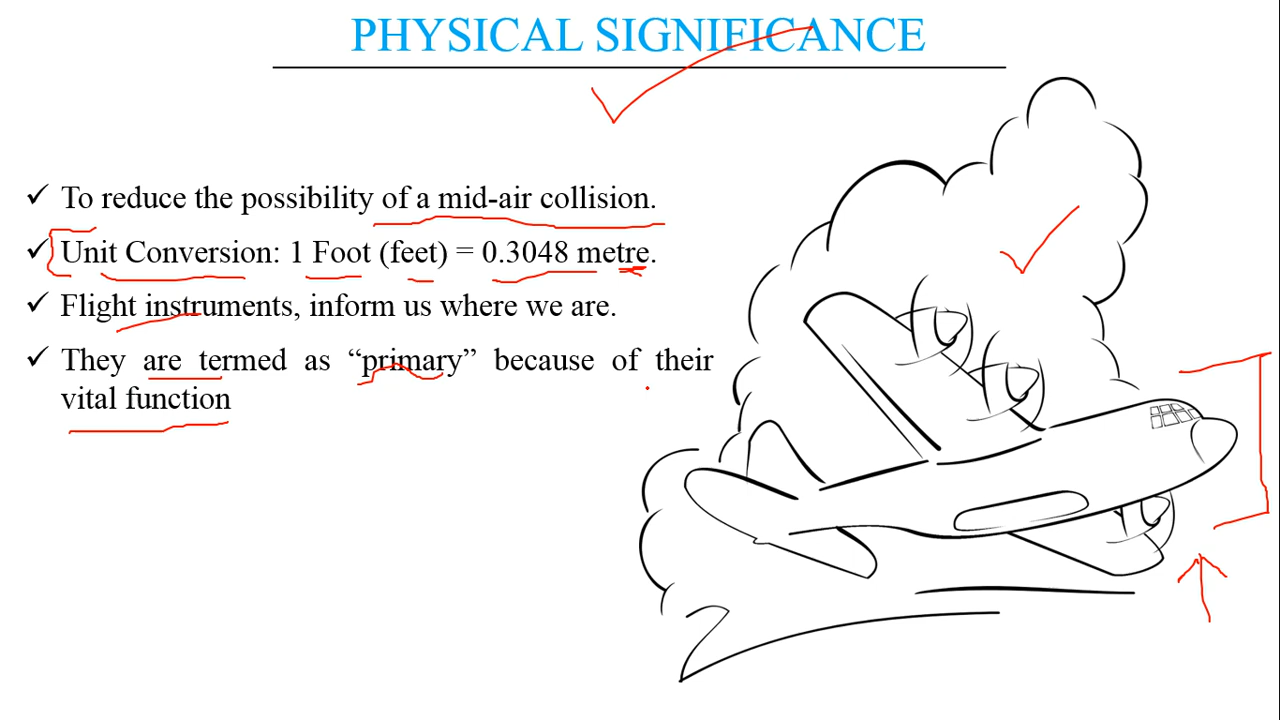 PHYSICAL SIGNIFICANCE
✓ To reduce the possibility of a mid-air collision.
✓ Unit Conversion: 1 Foot (feet) = 0.3048 metre.
✓ Flight instruments, inform us where we are.
✓ They are termed as “primary” because of their
vital function